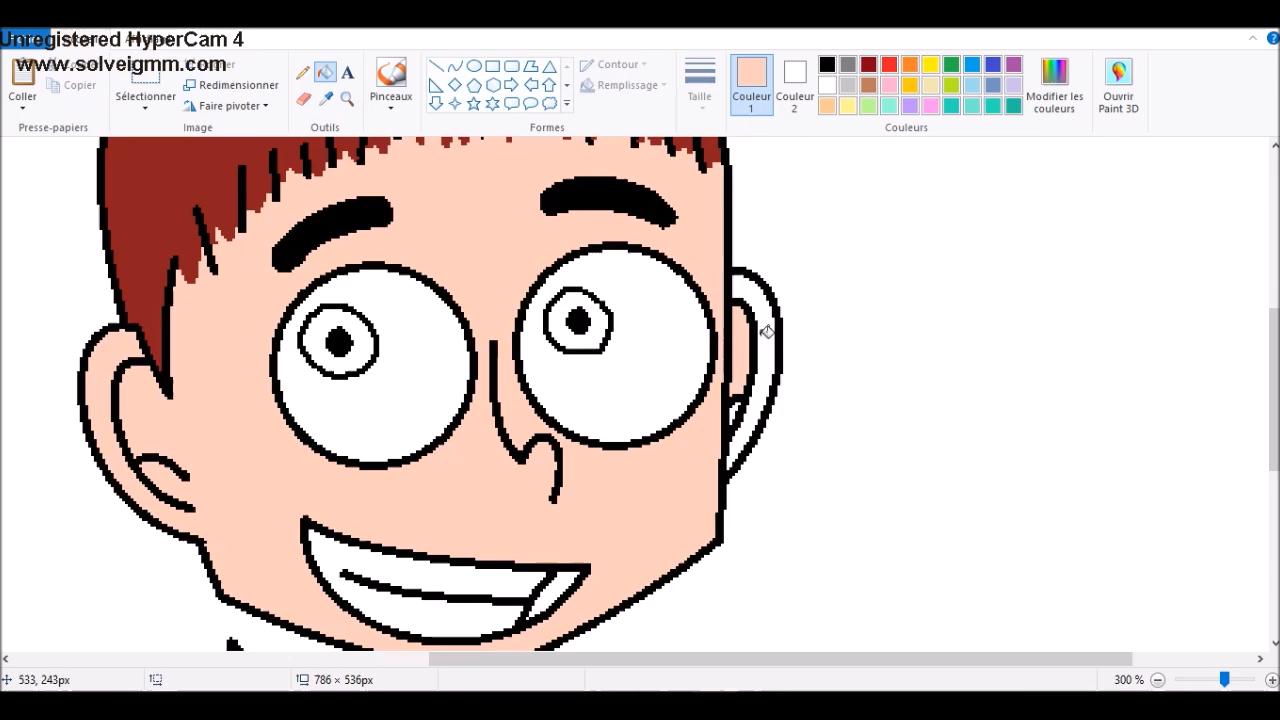 Unregistered HyperCam 4
www.solveigmm.com
Coller
Copier
Presse-papiers
Sélectionner
Redimensionner
Faire pivoter
Image
A
Outils
Pinceaux
Contour
Remplissage
Formes
Taille
Couleur 1
Couleur 2
Modifier les couleurs
Couleurs
Ouvrir Paint 3D
533, 243px
786 × 536px
300 %